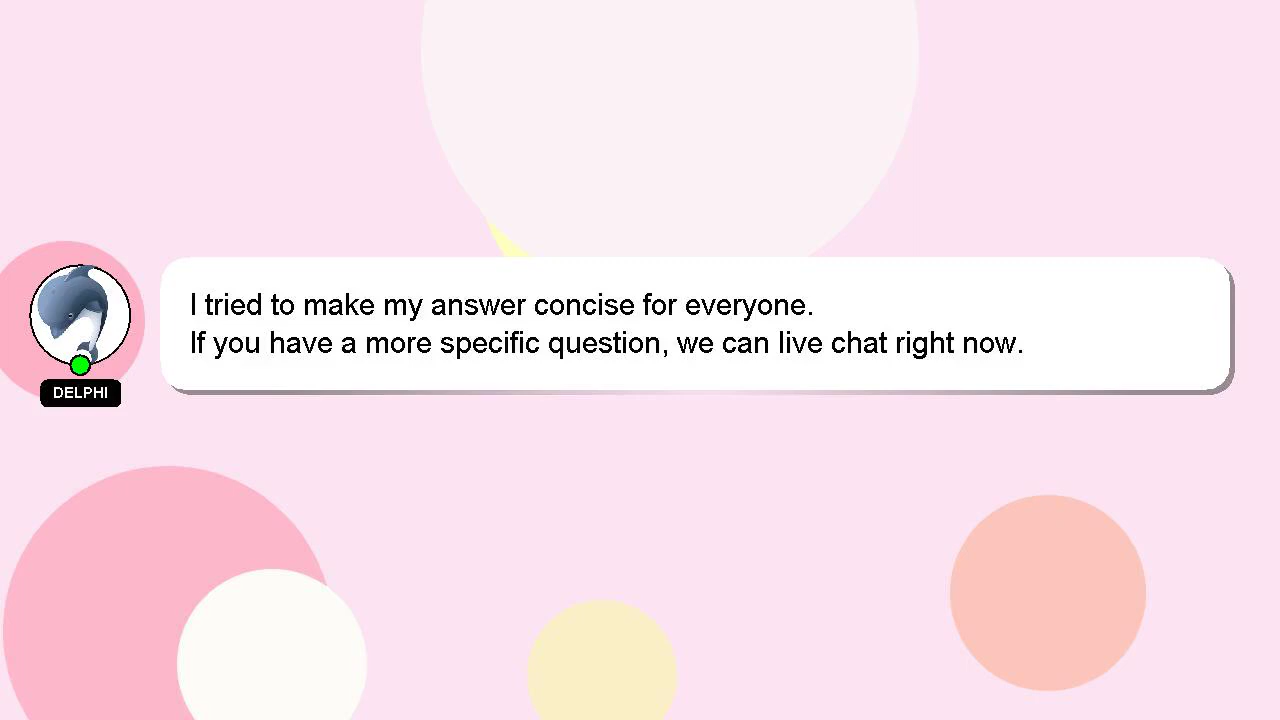 I tried to make my answer concise for everyone.
If you have a more specific question, we can live chat right now.
DELPHI